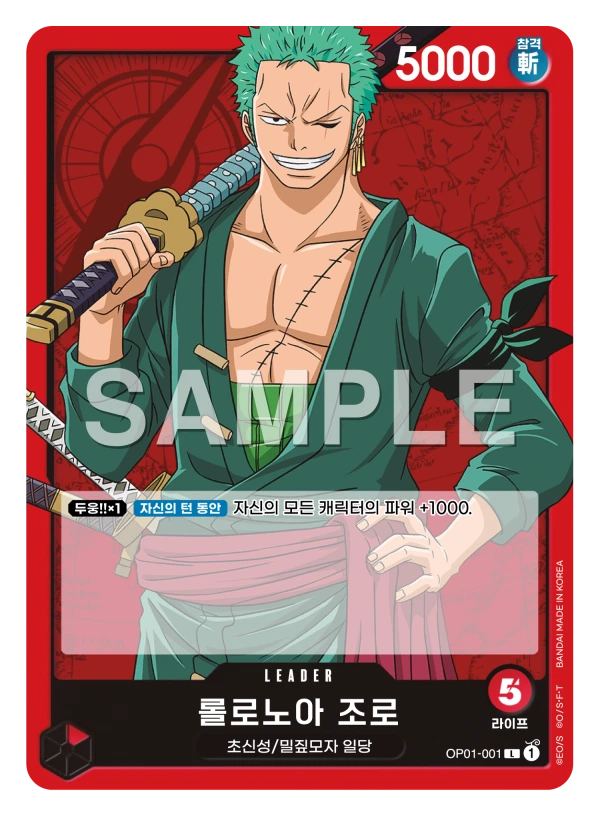 5000
참격
斬
SAMPLE
두웅!!×1 자신의 턴 동안 자신의 모든 캐릭터의 파워 +1000.
LEADER
롤로노아 조로
초신성/밀짚모자 일당
5
라이프
OP01-001 L 1
©EO/S ©O/S·F·T BANDAI MADE IN KOREA